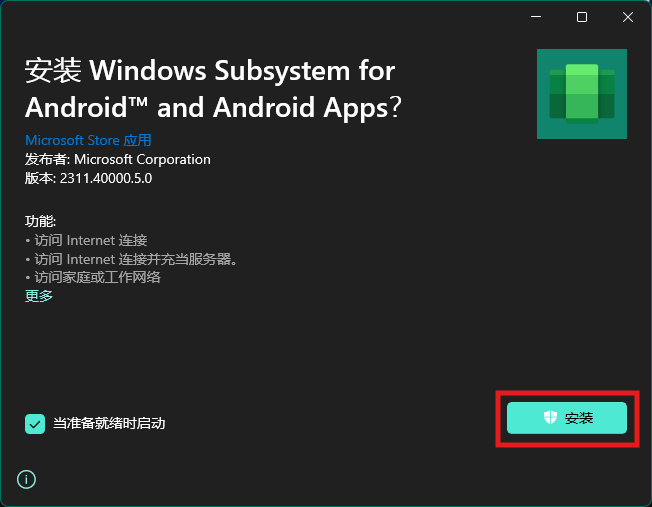 安装 Windows Subsystem for
Android™ and Android Apps?
Microsoft Store 应用
发布者: Microsoft Corporation
版本: 2311.40000.5.0
功能:
• 访问 Internet 连接
• 访问 Internet 连接并充当服务器。
• 访问家庭或工作网络
更多
当准备就绪时启动
安装